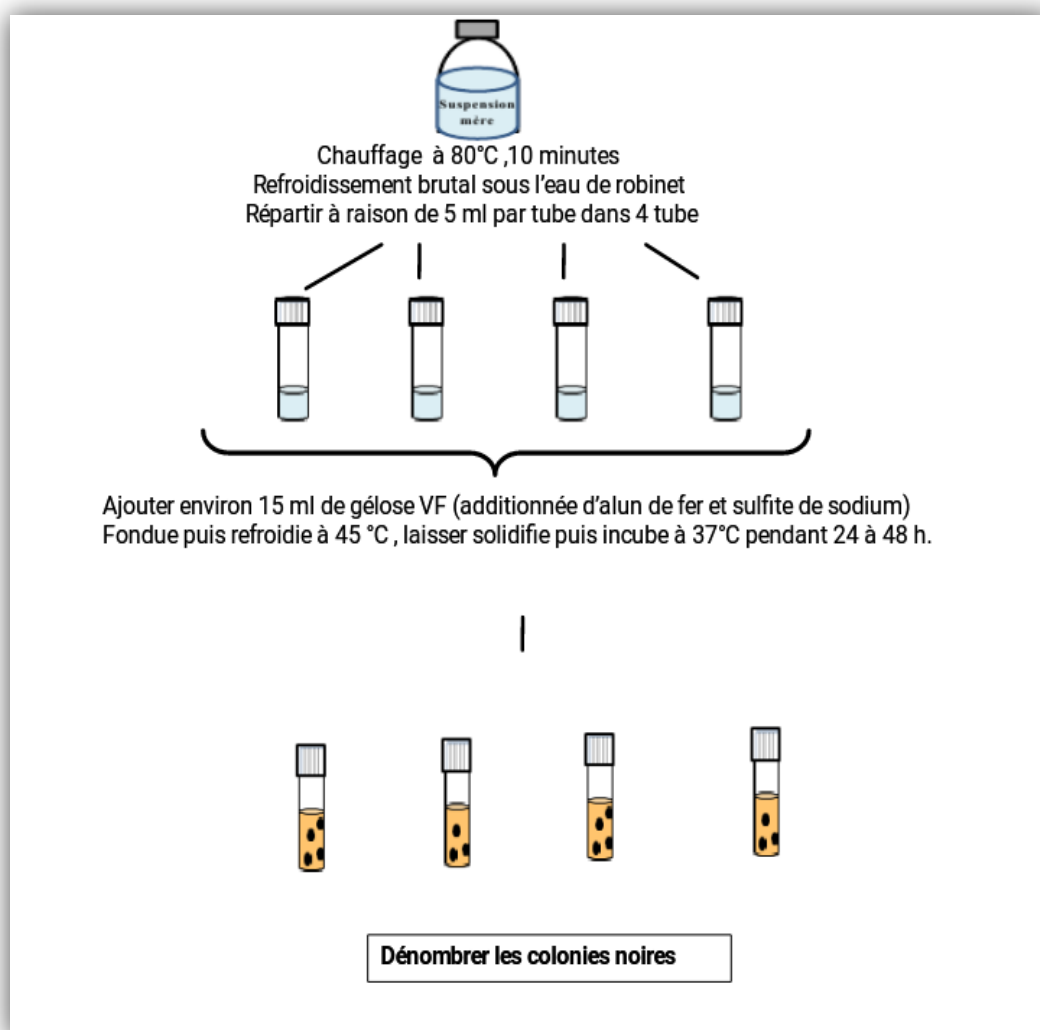 Suspension
mére
Chauffage à 80°C ,10 minutes
Refroidissement brutal sous l’eau de robinet
Répartir à raison de 5 ml par tube dans 4 tube
Ajouter environ 15 ml de gélose VF (additionnée d’alun de fer et sulfite de sodium)
Fondue puis refroidie à 45 °C , laisser solidifie puis incube à 37°C pendant 24 à 48 h.
Dénombrer les colonies noires